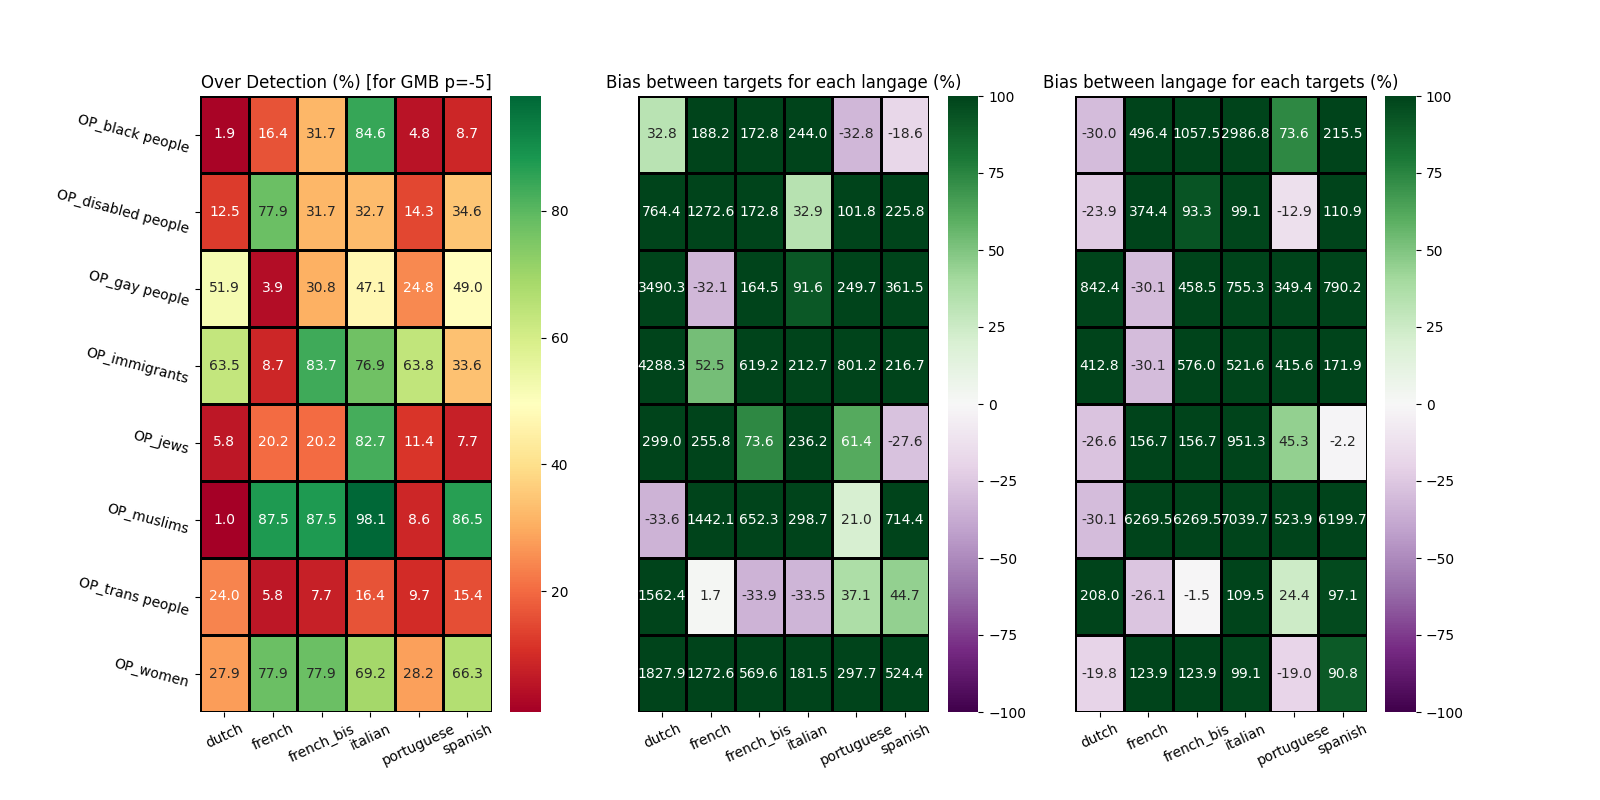 Over Detection (%) [for GMB p=-5]
OP_black people 1.9 16.4 31.7 84.6 4.8 8.7
OP_disabled people 12.5 77.9 31.7 32.7 14.3 34.6
OP_gay people 51.9 3.9 30.8 47.1 24.8 49.0
OP_immigrants 63.5 8.7 83.7 76.9 63.8 33.6
OP_jews 5.8 20.2 20.2 82.7 11.4 7.7
OP_muslims 1.0 87.5 87.5 98.1 8.6 86.5
OP_trans people 24.0 5.8 7.7 16.4 9.7 15.4
OP_women 27.9 77.9 77.9 69.2 28.2 66.3
dutch french french_bis italian portuguese spanish
80
60
40
20
Bias between targets for each langage (%)
32.8 188.2 172.8 244.0 -32.8 -18.6
764.4 1272.6 172.8 32.9 101.8 225.8
3490.3 -32.1 164.5 91.6 249.7 361.5
4288.3 52.5 619.2 212.7 801.2 216.7
299.0 255.8 73.6 236.2 61.4 -27.6
-33.6 1442.1 652.3 298.7 21.0 714.4
1562.4 1.7 -33.9 -33.5 37.1 44.7
1827.9 1272.6 569.6 181.5 297.7 524.4
dutch french french_bis italian portuguese spanish
100
75
50
25
0
−25
−50
−75
−100
Bias between langage for each targets (%)
-30.0 496.4 1057.5 2986.8 73.6 215.5
-23.9 374.4 93.3 99.1 -12.9 110.9
842.4 -30.1 458.5 755.3 349.4 790.2
412.8 -30.1 576.0 521.6 415.6 171.9
-26.6 156.7 156.7 951.3 45.3 -2.2
-30.1 6269.5 6269.5 7039.7 523.9 6199.7
208.0 -26.1 -1.5 109.5 24.4 97.1
-19.8 123.9 123.9 99.1 -19.0 90.8
dutch french french_bis italian portuguese spanish
100
75
50
25
0
−25
−50
−75
−100